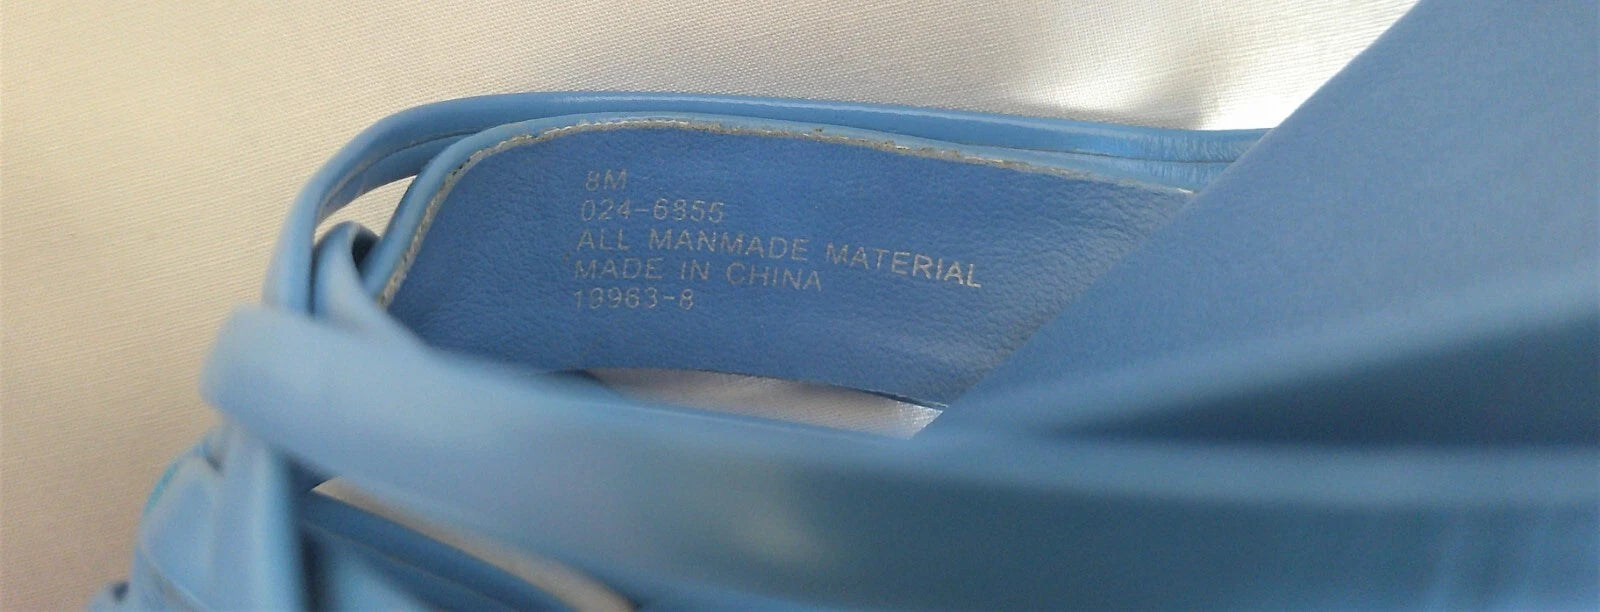 8M
024-6855
ALL MANMADE MATERIAL
MADE IN CHINA
19963-8